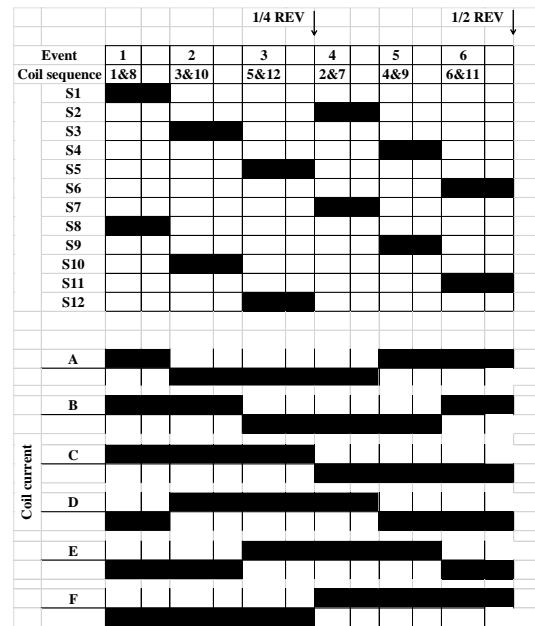 1/4 REV 1/2 REV
Event 1 2 3 4 5 6
Coil sequence 1&8 3&10 5&12 2&7 4&9 6&11
S1
S2
S3
S4
S5
S6
S7
S8
S9
S10
S11
S12
A
B
C
Coil current
D
E
F